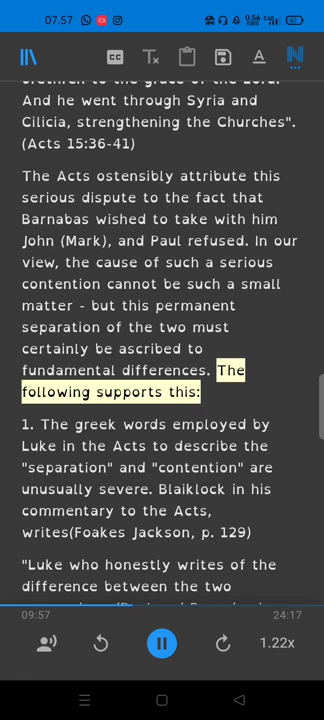 07.57
0.56 KB/S
CC
N
brethren to the grace of the Lord.
And he went through Syria and
Cilicia, strengthening the Churches".
(Acts 15:36-41)
The Acts ostensibly attribute this
serious dispute to the fact that
Barnabas wished to take with him
John (Mark), and Paul refused. In our
view, the cause of such a serious
contention cannot be such a small
matter - but this permanent
separation of the two must
certainly be ascribed to
fundamental differences. The
following supports this:
1. The greek words employed by
Luke in the Acts to describe the
"separation" and "contention" are
unusually severe. Blaiklock in his
commentary to the Acts,
writes(Foakes Jackson, p. 129)
"Luke who honestly writes of the
difference between the two
09:57
24:17
1.22x